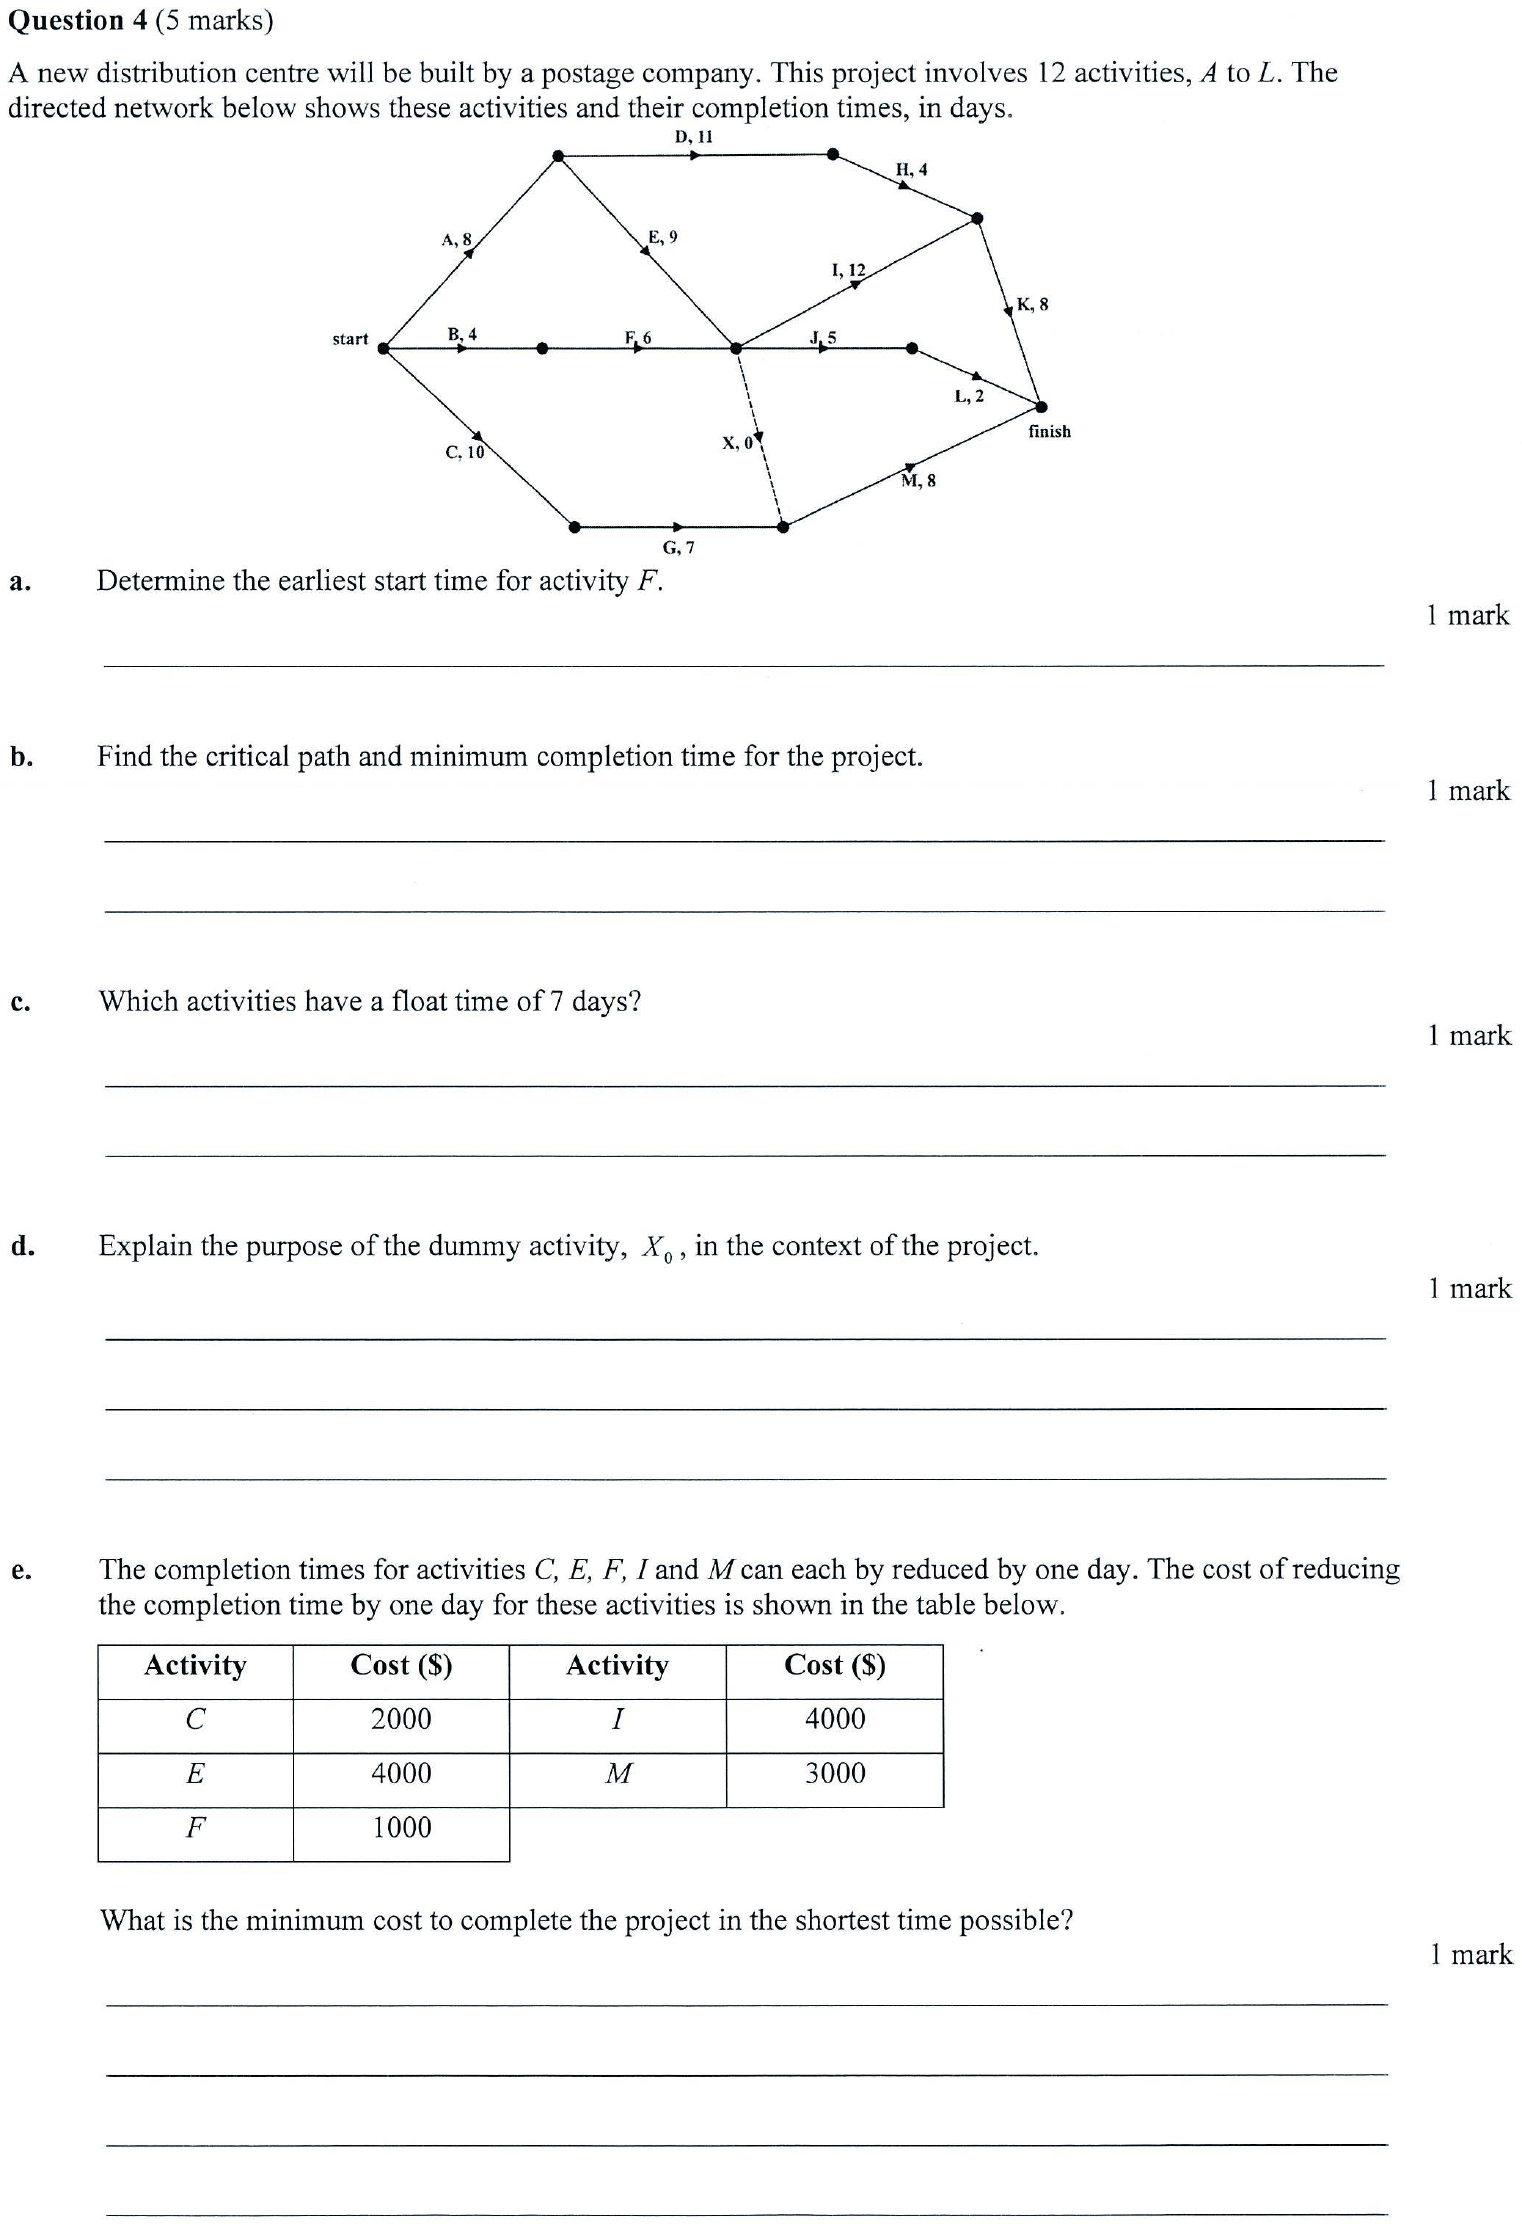 Question 4 (5 marks)
A new distribution centre will be built by a postage company. This project involves 12 activities, A to L. The
directed network below shows these activities and their completion times, in days.
D, 11
H, 4
A, 8
E, 9
I, 12
K, 8
start
B, 4
F, 6
J, 5
L, 2
finish
C, 10
X, 0
M, 8
G, 7
a. Determine the earliest start time for activity F.
1 mark
b. Find the critical path and minimum completion time for the project.
1 mark
c. Which activities have a float time of 7 days?
1 mark
d. Explain the purpose of the dummy activity, X₀, in the context of the project.
1 mark
e. The completion times for activities C, E, F, I and M can each by reduced by one day. The cost of reducing
the completion time by one day for these activities is shown in the table below.
Activity Cost ($) Activity Cost ($)
C 2000 I 4000
E 4000 M 3000
F 1000
What is the minimum cost to complete the project in the shortest time possible?
1 mark